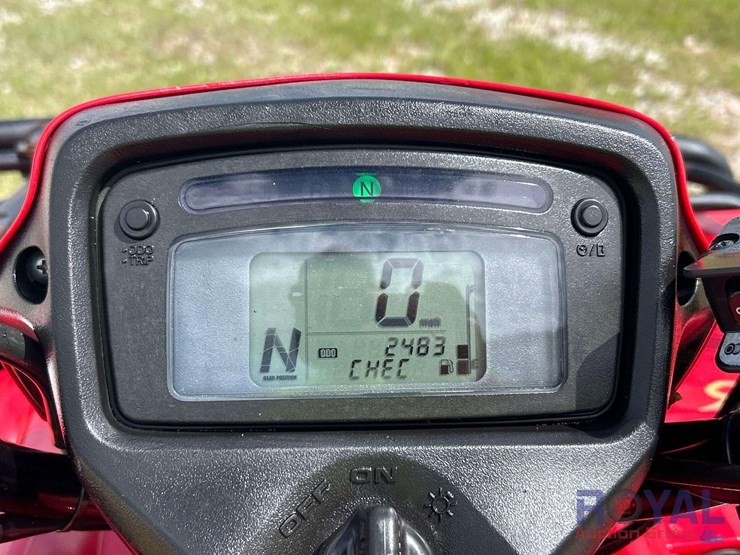 N
ODO
TRIP
0
mph
N
GEAR POSITION
ODO 2483
CHEC
OFF ON
ROYAL